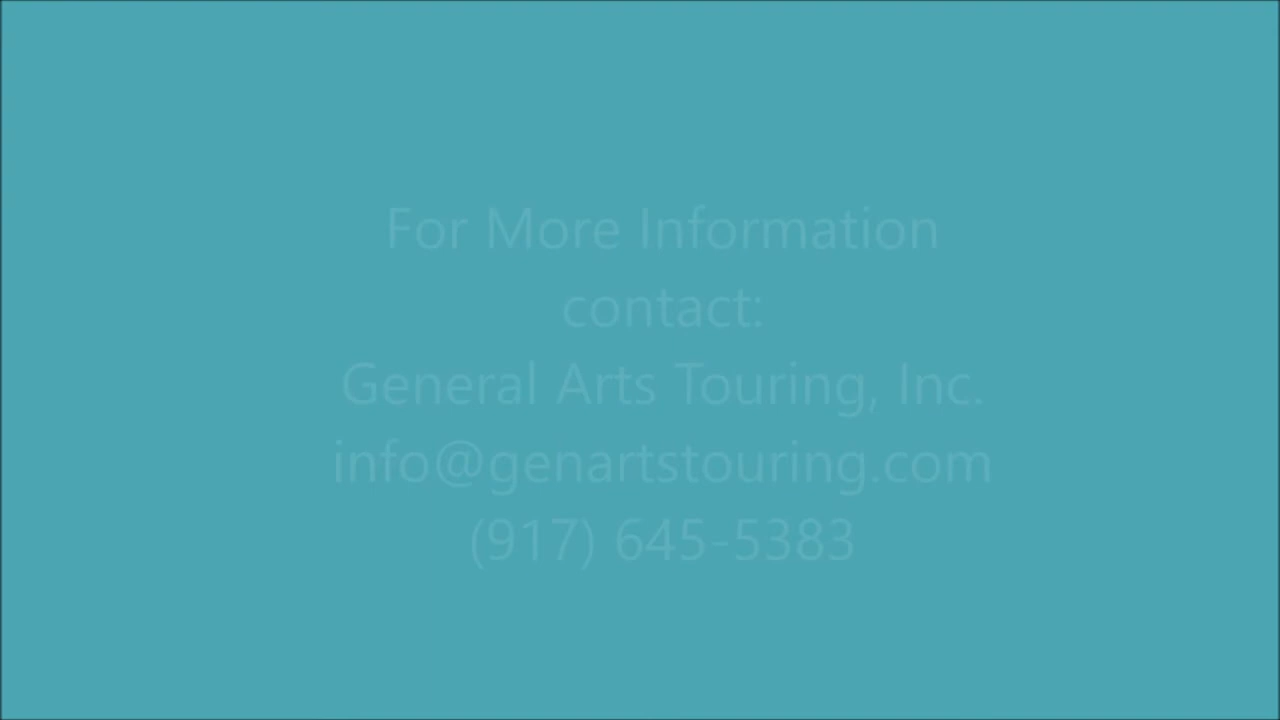 For More Information
contact:
General Arts Touring, Inc.
info@genartstouring.com
(917) 645-5383